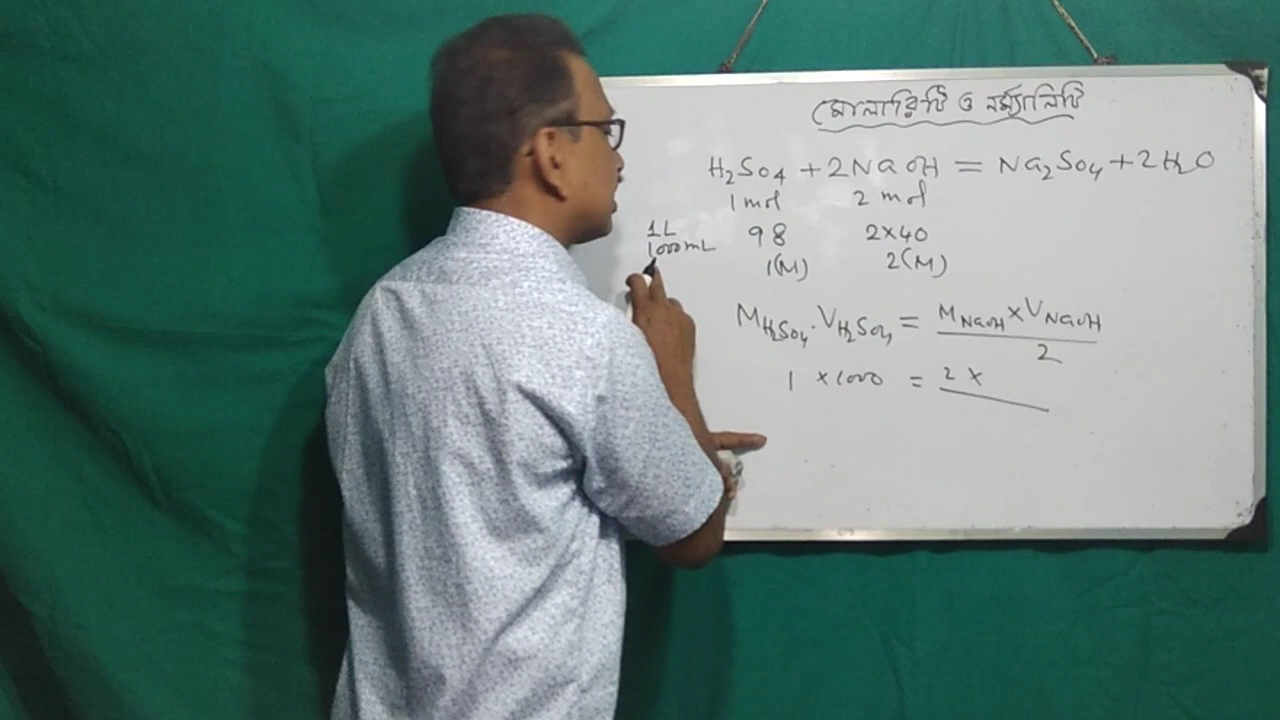 মোলারিটি ও নর্ম্যালিটি
H₂SO₄ + 2NaOH = Na₂SO₄ + 2H₂O
1 mol 2 mol
1L 98 2×40
1000mL 1(M) 2(M)
M_H₂SO₄ . V_H₂SO₄ = M_NaOH × V_NaOH / 2
1 × 1000 = 2 ×